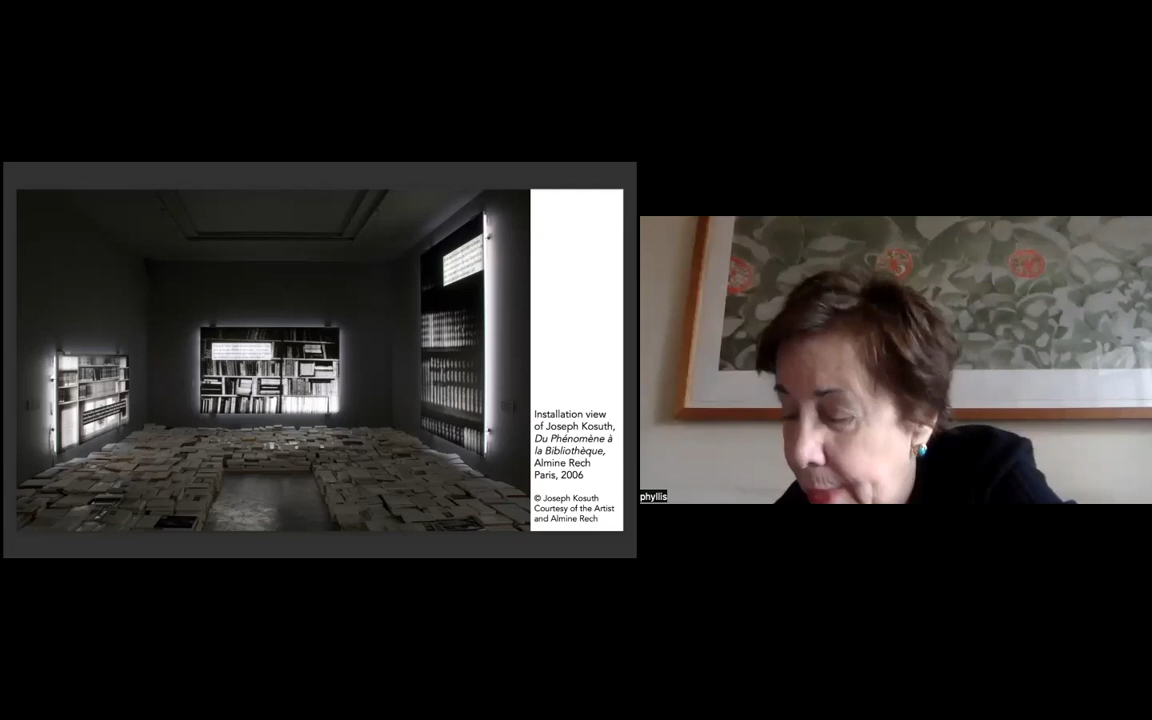 Installation view
of Joseph Kosuth,
Du Phénomène à
la Bibliothèque,
Almine Rech
Paris, 2006
© Joseph Kosuth
Courtesy of the Artist
and Almine Rech
phyllis